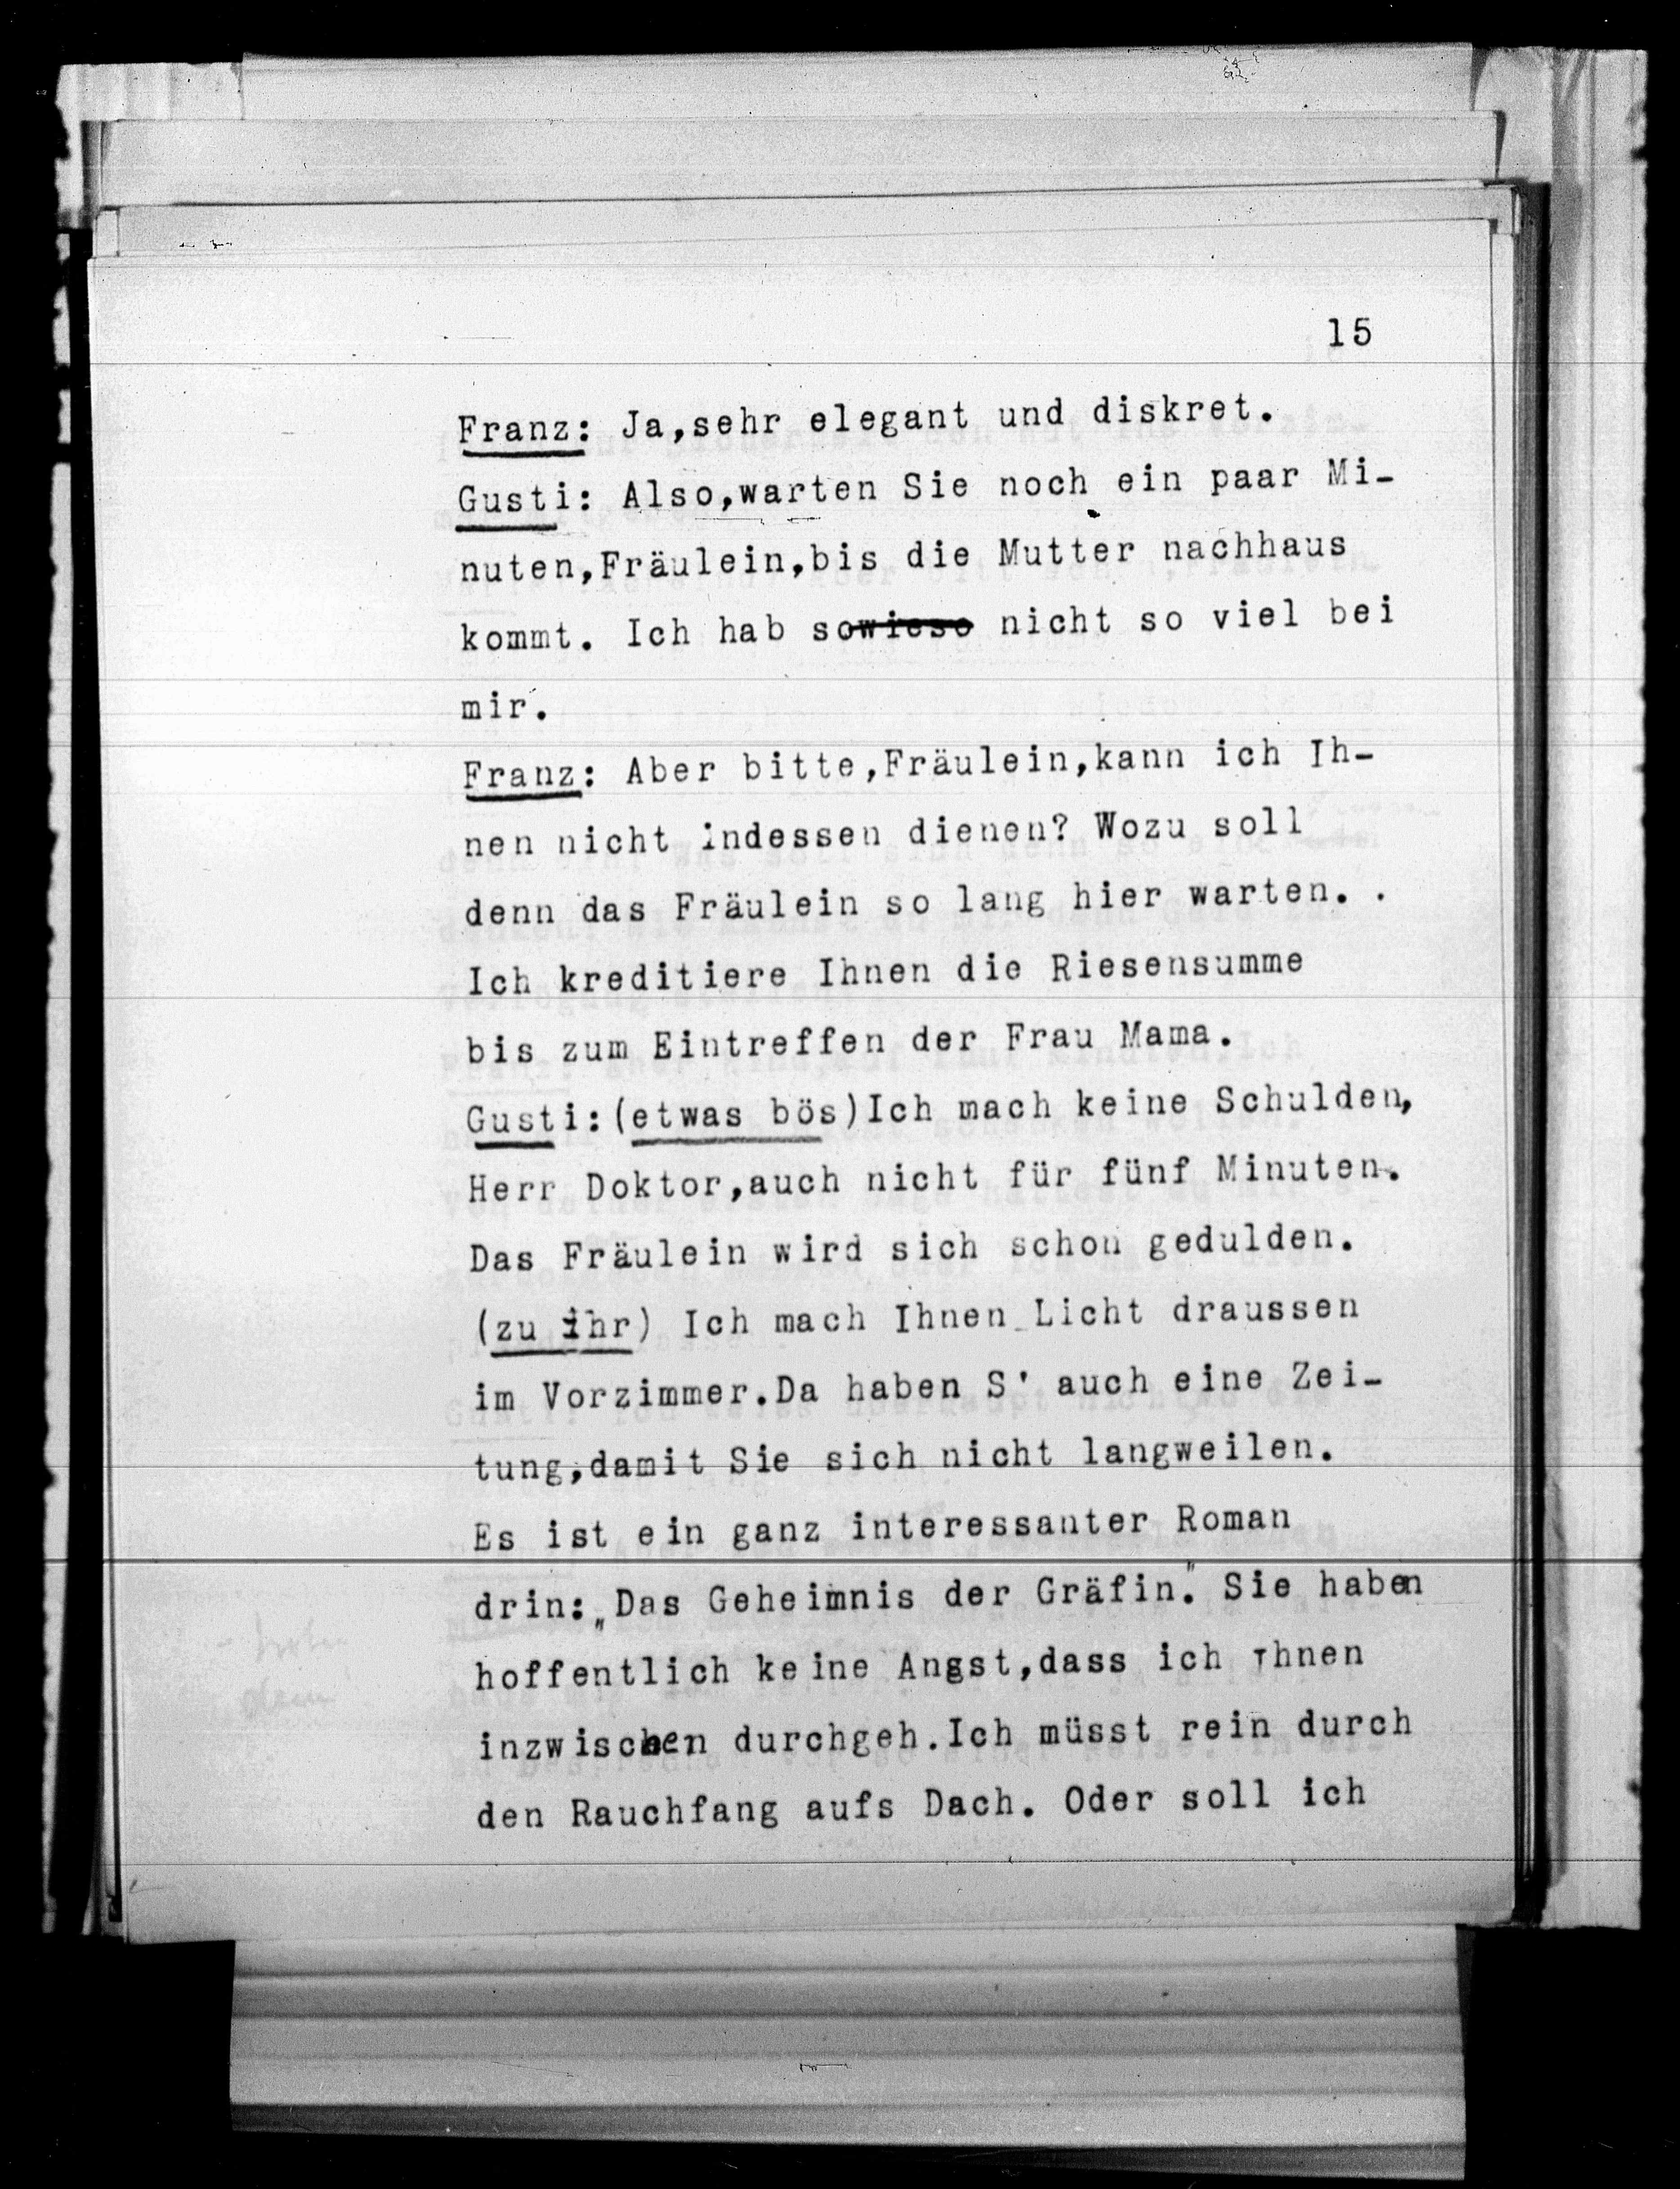 15
Franz: Ja,sehr elegant und diskret.
Gusti: Also,warten Sie noch ein paar Mi-
nuten,Fräulein,bis die Mutter nachhaus
kommt. Ich hab sowieso nicht so viel bei
mir.
Franz: Aber bitte,Fräulein,kann ich Ih-
nen nicht indessen dienen? Wozu soll
denn das Fräulein so lang hier warten. .
Ich kreditiere Ihnen die Riesensumme
bis zum Eintreffen der Frau Mama.
Gusti:(etwas bös)Ich mach keine Schulden,
Herr Doktor,auch nicht für fünf Minuten.
Das Fräulein wird sich schon gedulden.
(zu ihr) Ich mach Ihnen Licht draussen
im Vorzimmer.Da haben S' auch eine Zei-
tung,damit Sie sich nicht langweilen.
Es ist ein ganz interessanter Roman
drin:„Das Geheimnis der Gräfin." Sie haben
hoffentlich keine Angst,dass ich Ihnen
inzwischen durchgeh.Ich müsst rein durch
den Rauchfang aufs Dach. Oder soll ich